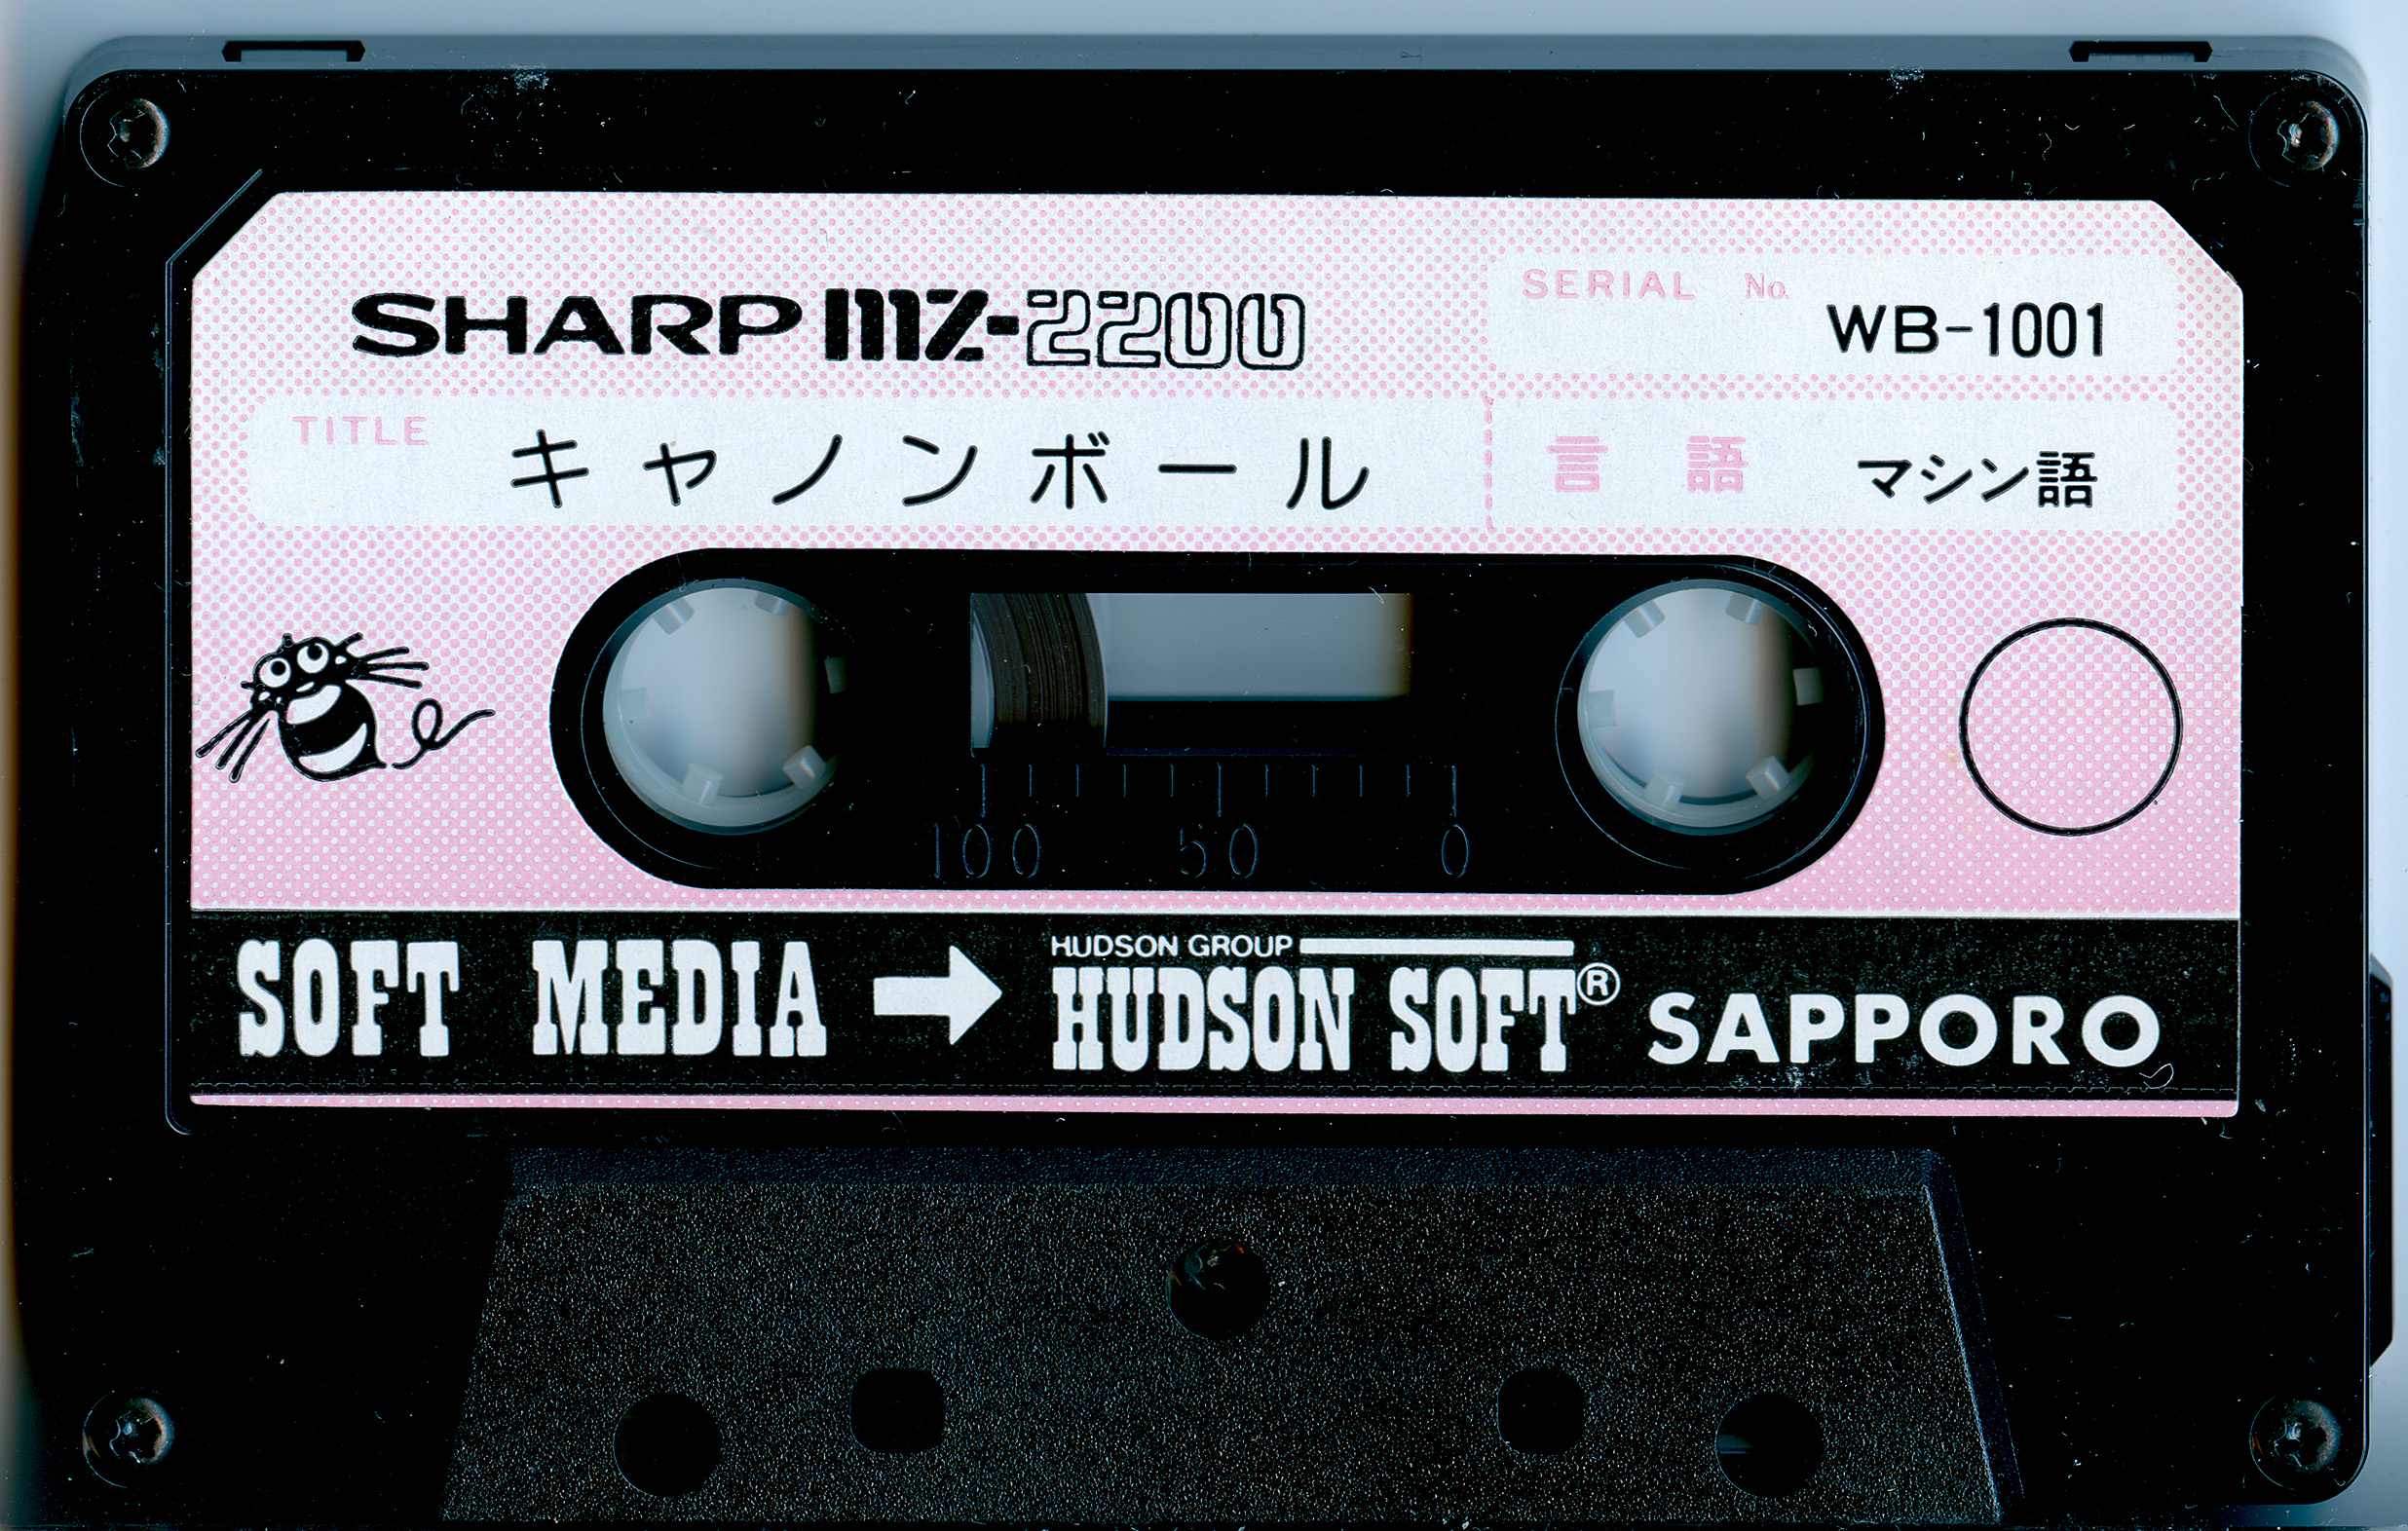 SHARP MZ-2200
SERIAL No. WB-1001
TITLE キャノンボール
言語 マシン語
100 50 0
SOFT MEDIA → HUDSON GROUP HUDSON SOFT® SAPPORO